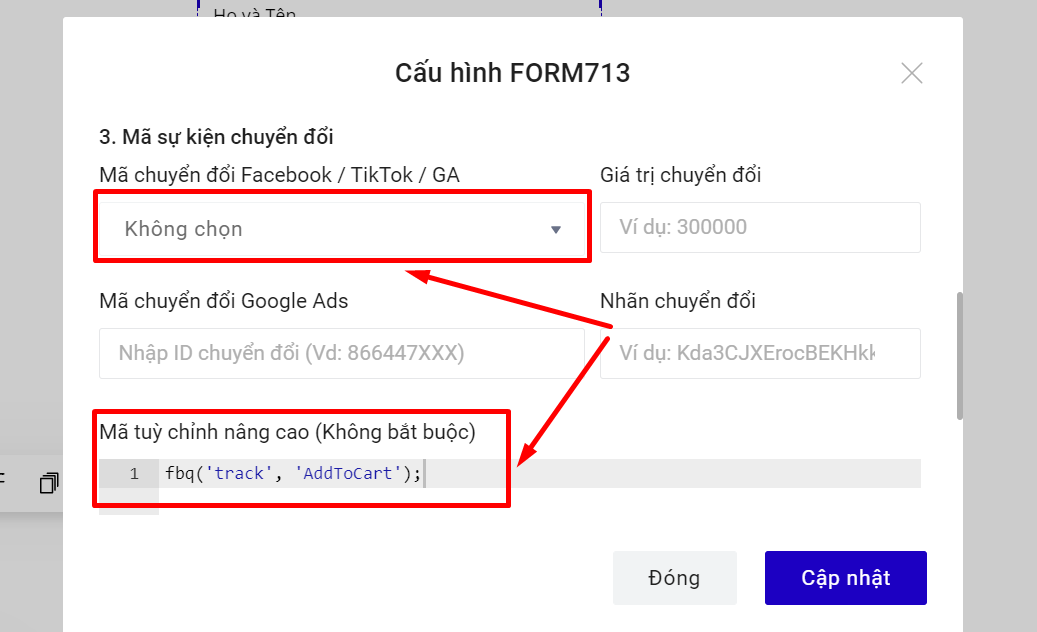 Họ và Tên
Cấu hình FORM713
3. Mã sự kiện chuyển đổi
Mã chuyển đổi Facebook / TikTok / GA
Giá trị chuyển đổi
Không chọn
Ví dụ: 300000
Mã chuyển đổi Google Ads
Nhãn chuyển đổi
Nhập ID chuyển đổi (Vd: 866447XXX)
Ví dụ: Kda3CJXErocBEKHkk
Mã tuỳ chỉnh nâng cao (Không bắt buộc)
1 fbq('track', 'AddToCart');
Đóng
Cập nhật